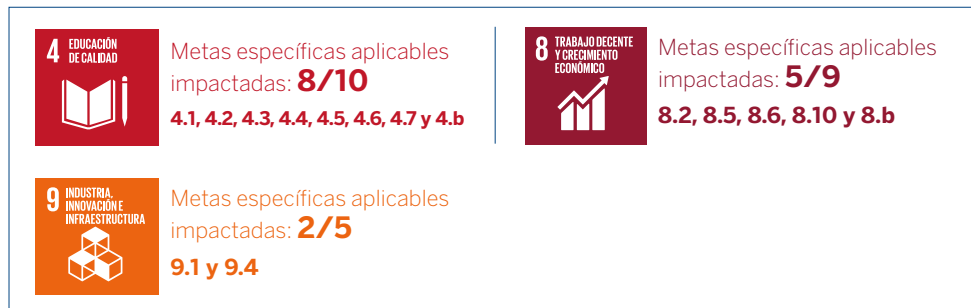 4 EDUCACIÓN
DE CALIDAD
Metas específicas aplicables
impactadas: 8/10
4.1, 4.2, 4.3, 4.4, 4.5, 4.6, 4.7 y 4.b
8 TRABAJO DECENTE
Y CRECIMIENTO
ECONÓMICO
Metas específicas aplicables
impactadas: 5/9
8.2, 8.5, 8.6, 8.10 y 8.b
9 INDUSTRIA,
INNOVACIÓN E
INFRAESTRUCTURA
Metas específicas aplicables
impactadas: 2/5
9.1 y 9.4